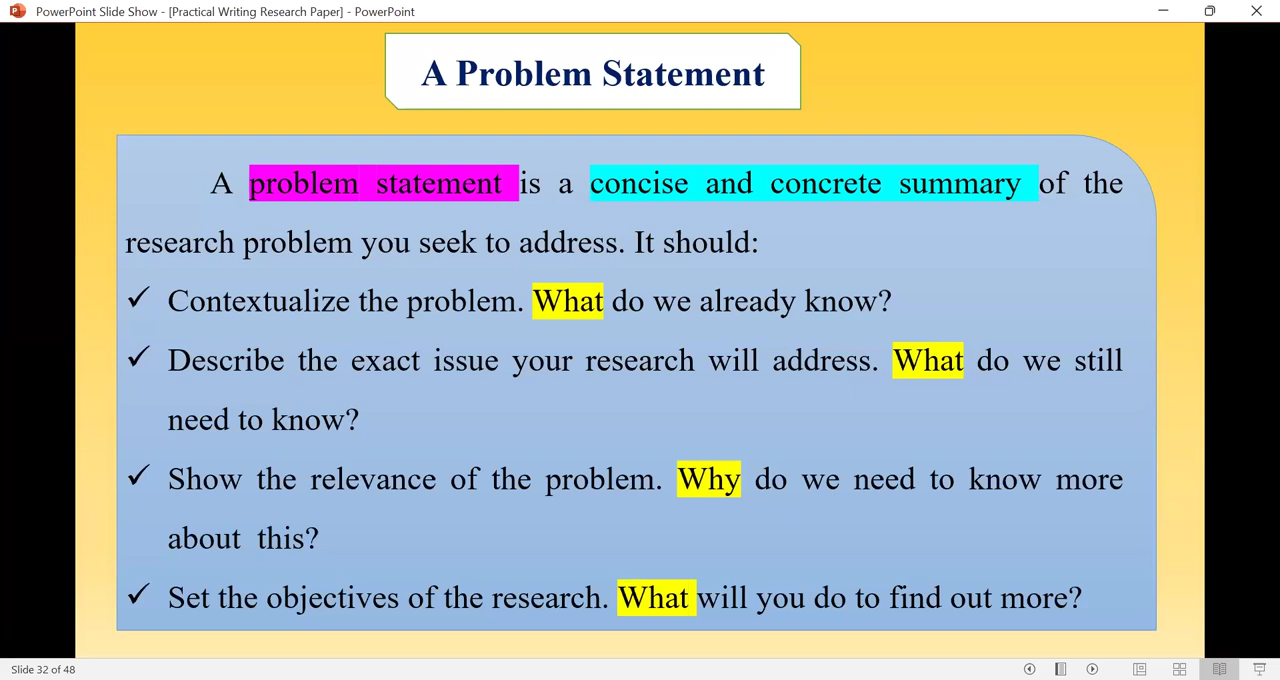 PowerPoint Slide Show - [Practical Writing Research Paper] - PowerPoint
A Problem Statement
A problem statement is a concise and concrete summary of the
research problem you seek to address. It should:
✓ Contextualize the problem. What do we already know?
✓ Describe the exact issue your research will address. What do we still
need to know?
✓ Show the relevance of the problem. Why do we need to know more
about this?
✓ Set the objectives of the research. What will you do to find out more?
Slide 32 of 48